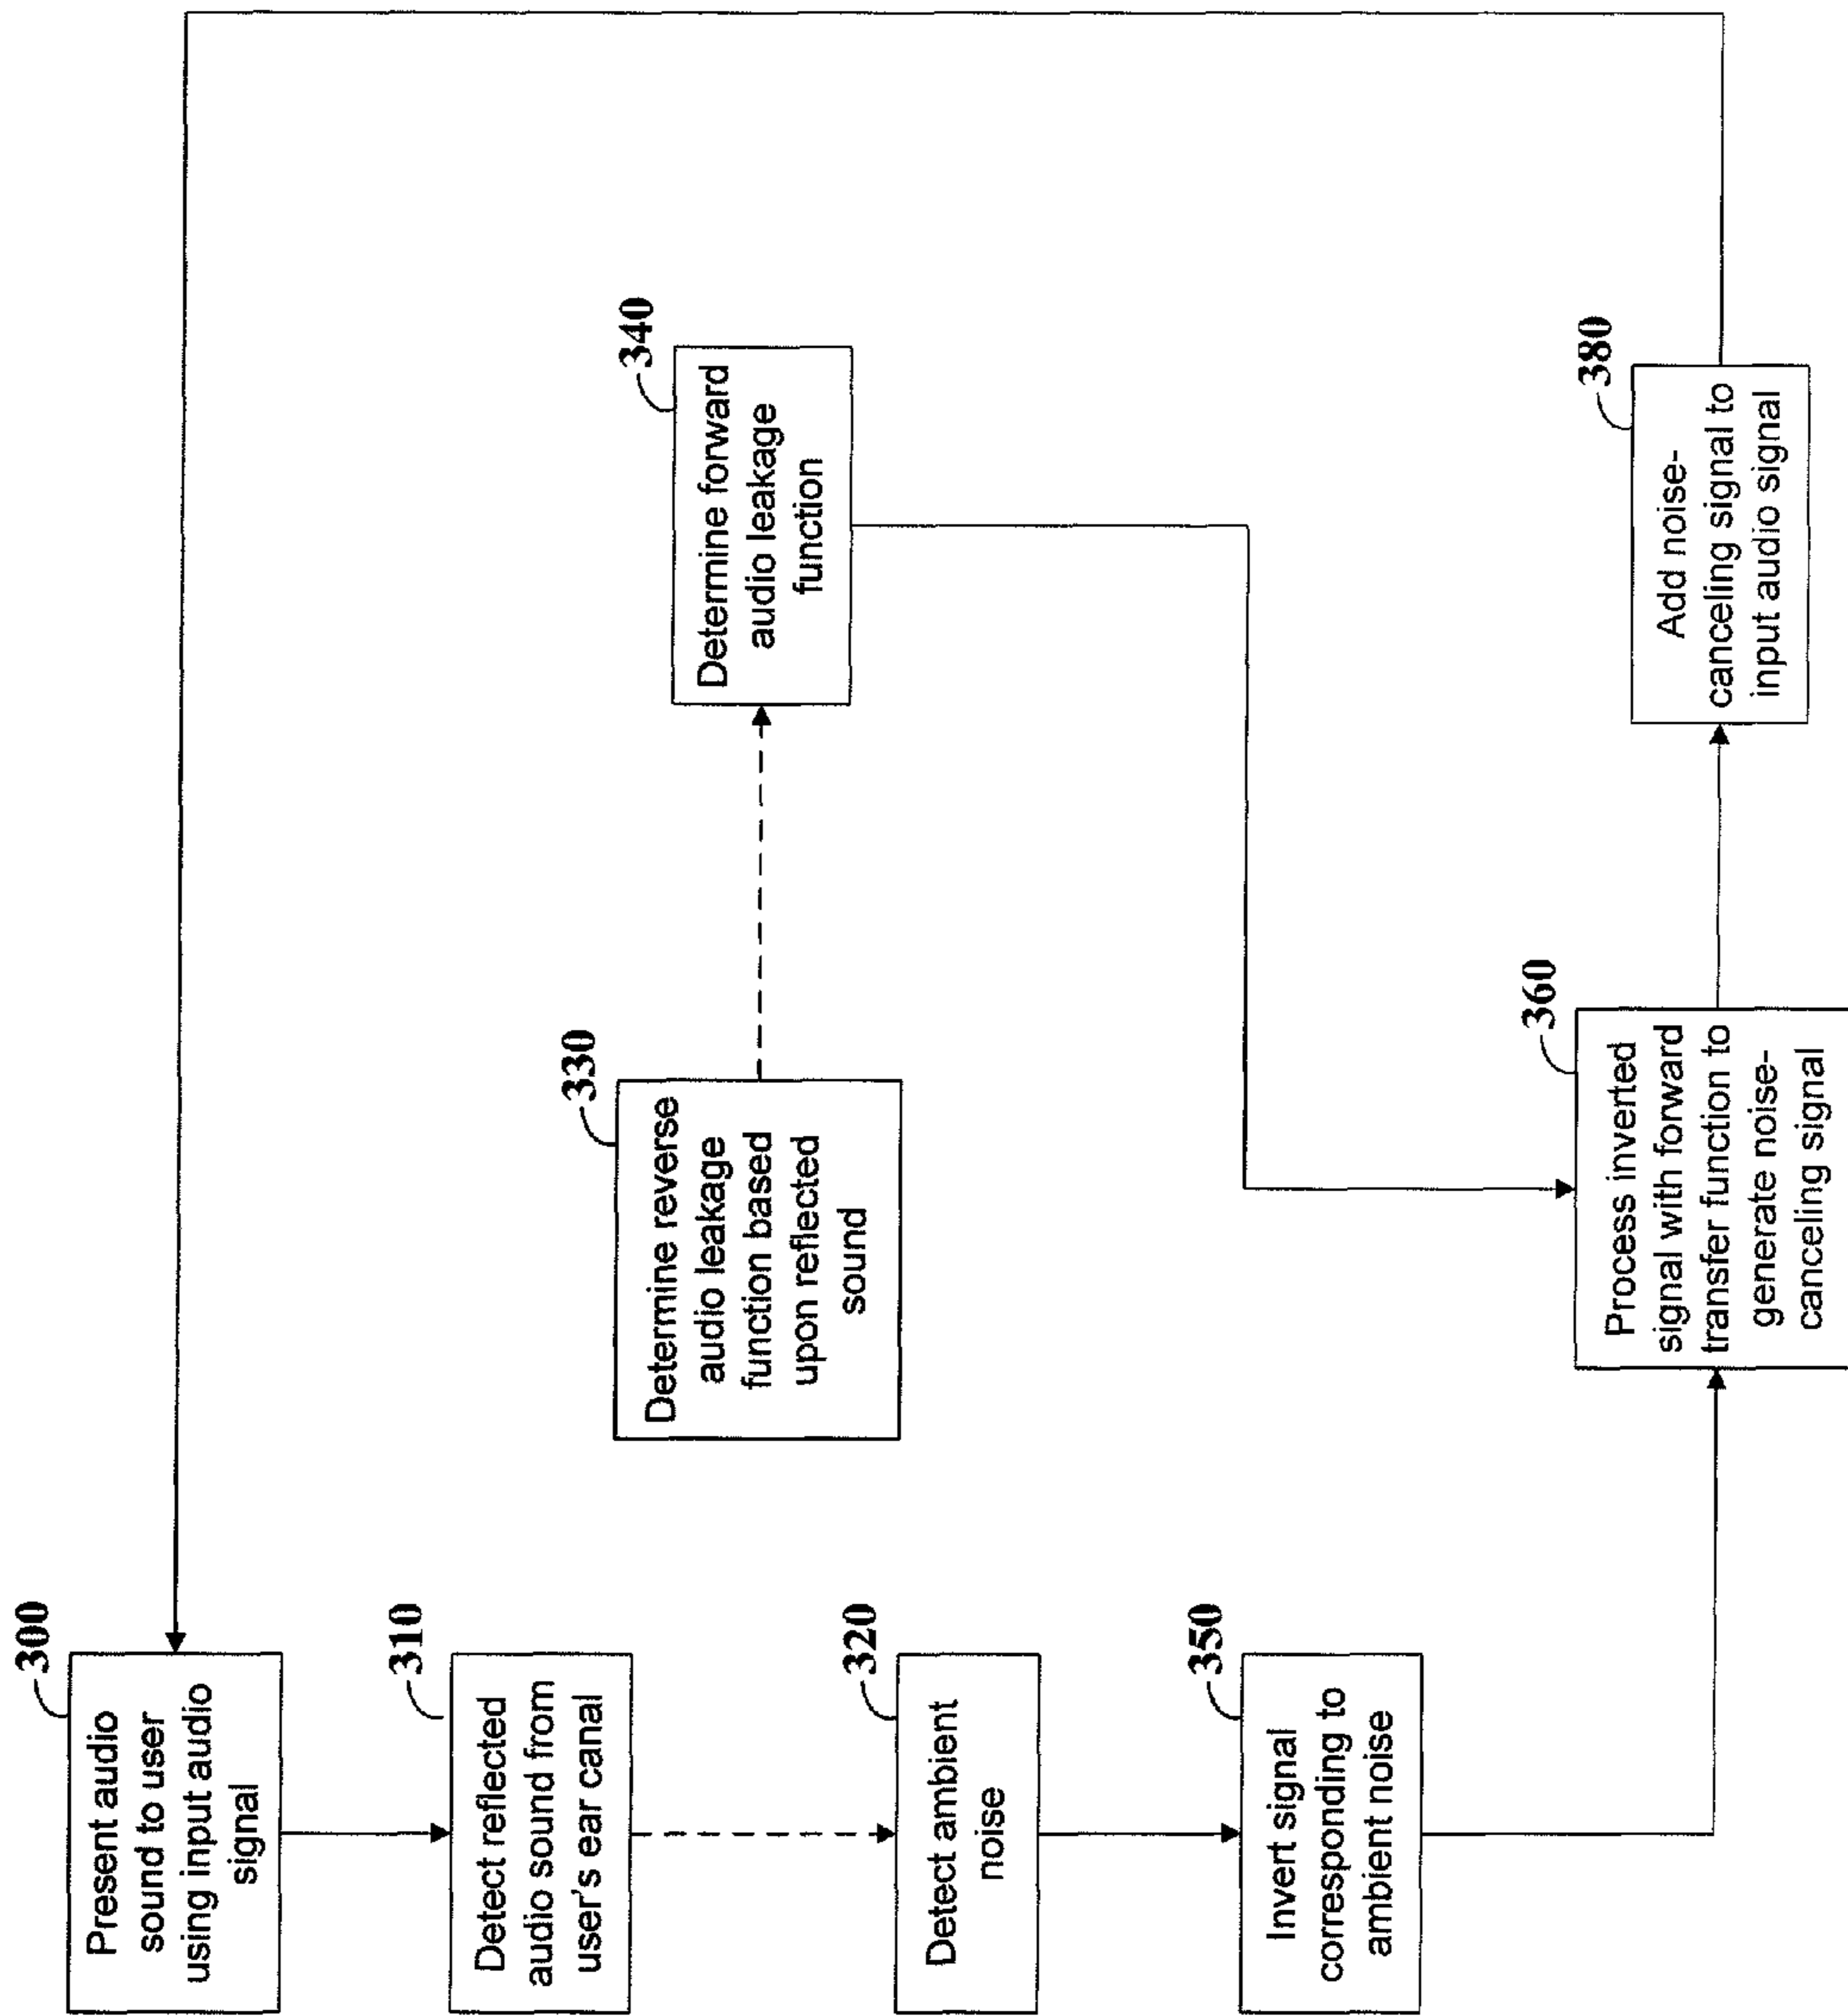 300
Present audio
sound to user
using input audio
signal
310
Detect reflected
audio sound from
user's ear canal
320
Detect ambient
noise
350
Invert signal
corresponding to
ambient noise
330
Determine reverse
audio leakage
function based
upon reflected
sound
340
Determine forward
audio leakage
function
360
Process inverted
signal with forward
transfer function to
generate noise-
canceling signal
380
Add noise-
canceling signal to
input audio signal